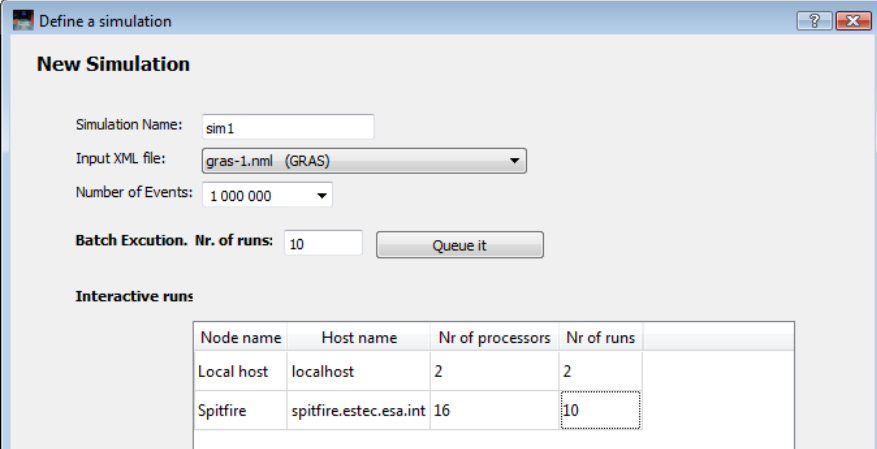 Define a simulation
New Simulation
Simulation Name: sim1
Input XML file: gras-1.nml (GRAS)
Number of Events: 1 000 000
Batch Excution. Nr. of runs: 10 Queue it
Interactive runs
Node name Host name Nr of processors Nr of runs
Local host localhost 2 2
Spitfire spitfire.estec.esa.int 16 10